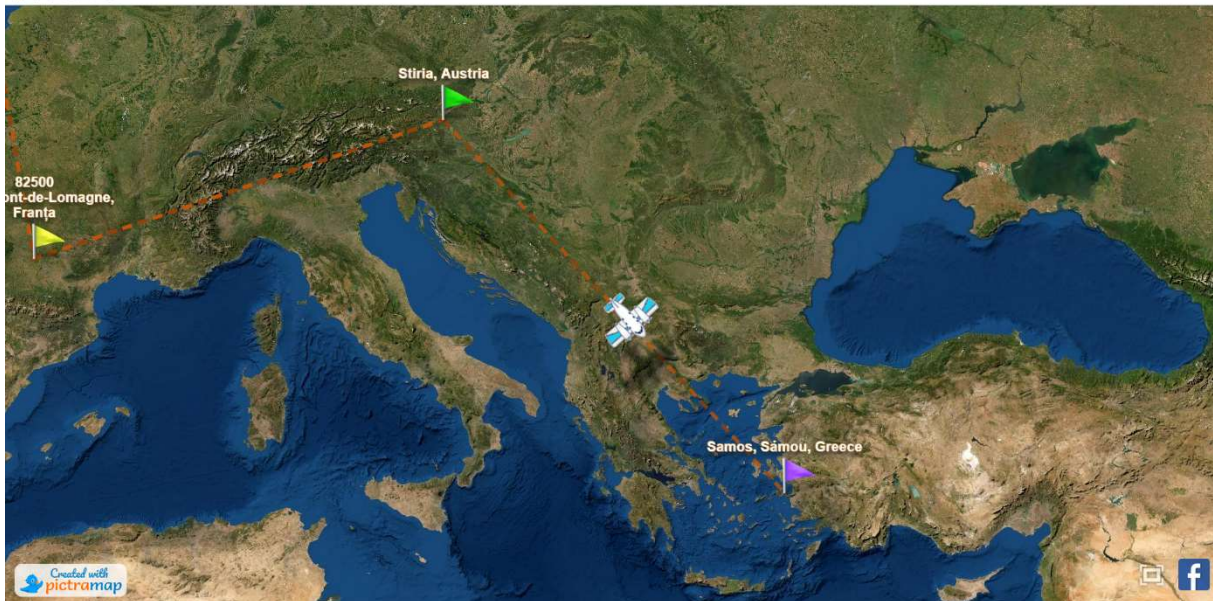 Stiria, Austria
82500
ont-de-Lomagne,
Franța
Samos, Sámou, Greece
Created with
pictramap